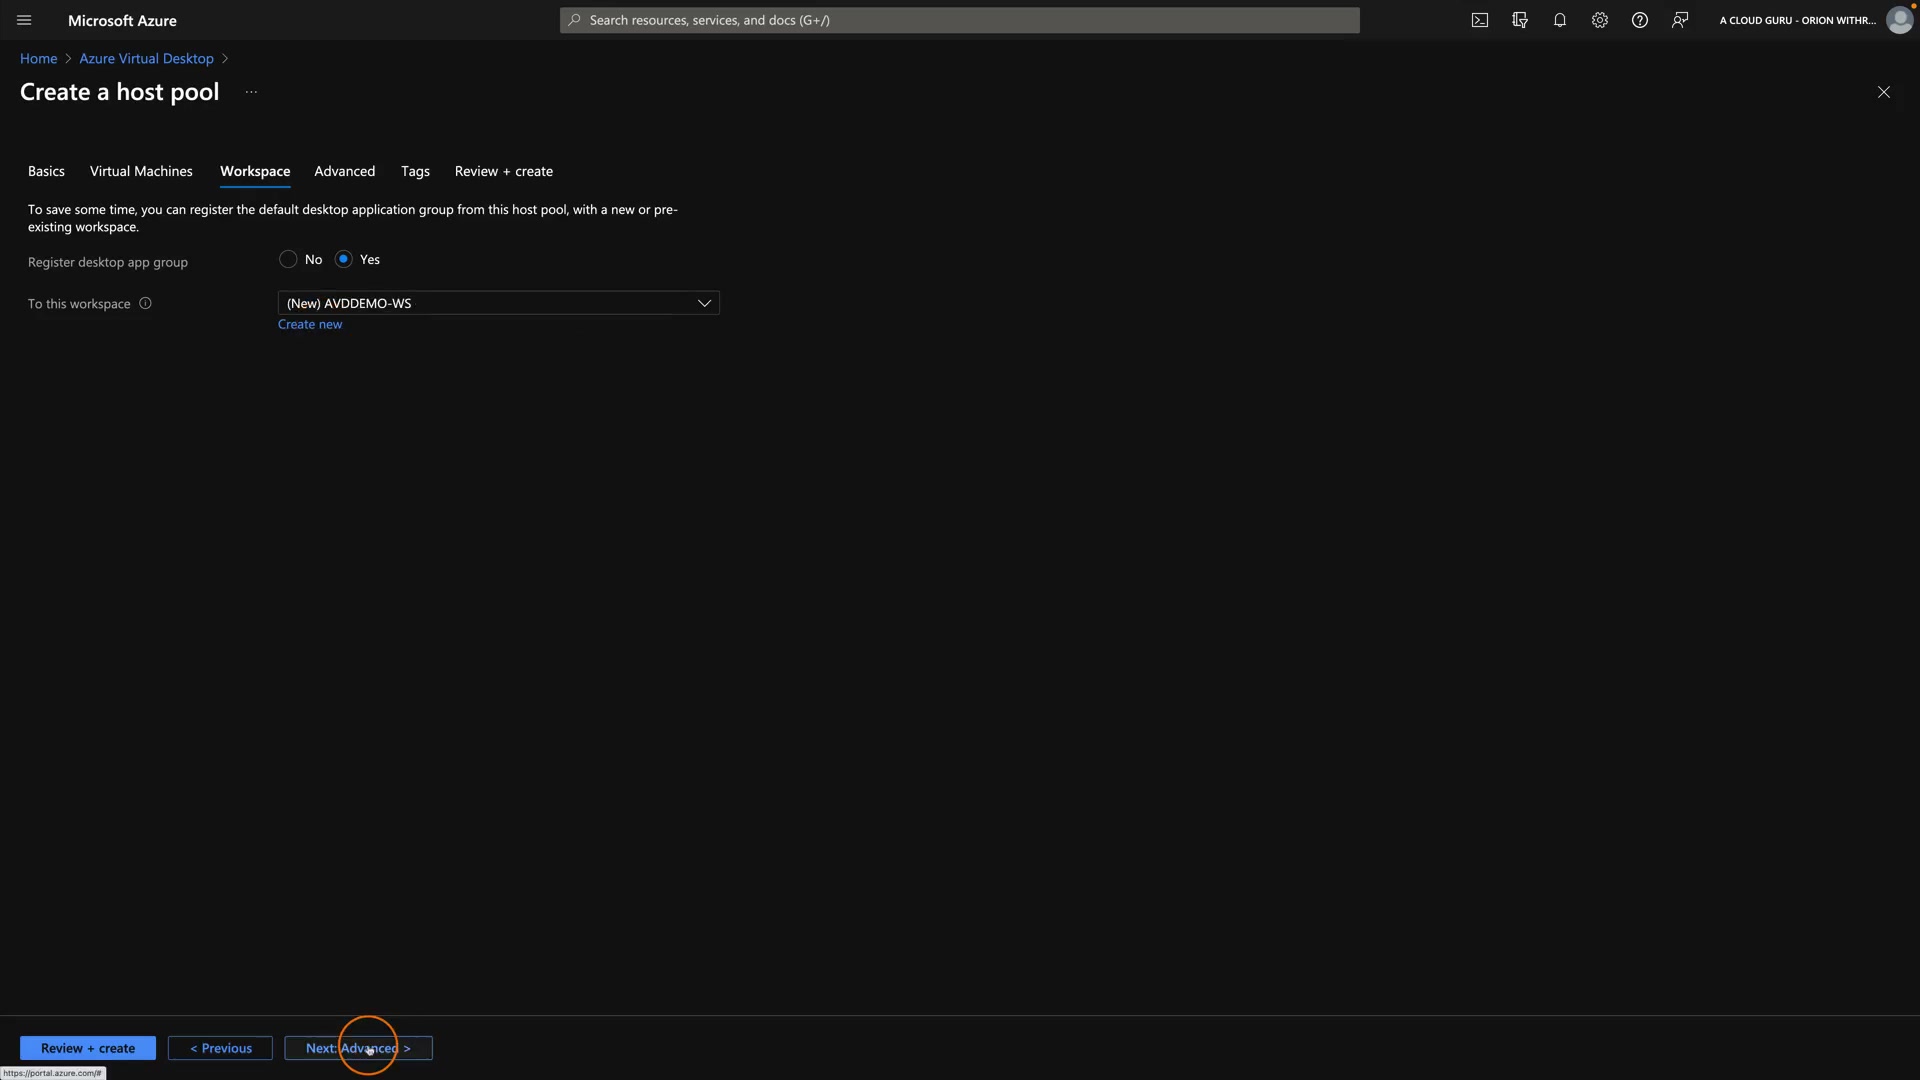 Microsoft Azure
Search resources, services, and docs (G+/)
A CLOUD GURU - ORION WITHR...
Home > Azure Virtual Desktop >
Create a host pool ...
Basics Virtual Machines Workspace Advanced Tags Review + create
To save some time, you can register the default desktop application group from this host pool, with a new or pre-
existing workspace.
Register desktop app group No Yes
To this workspace (New) AVDDEMO-WS
Create new
Review + create < Previous Next: Advanced >
https://portal.azure.com/#